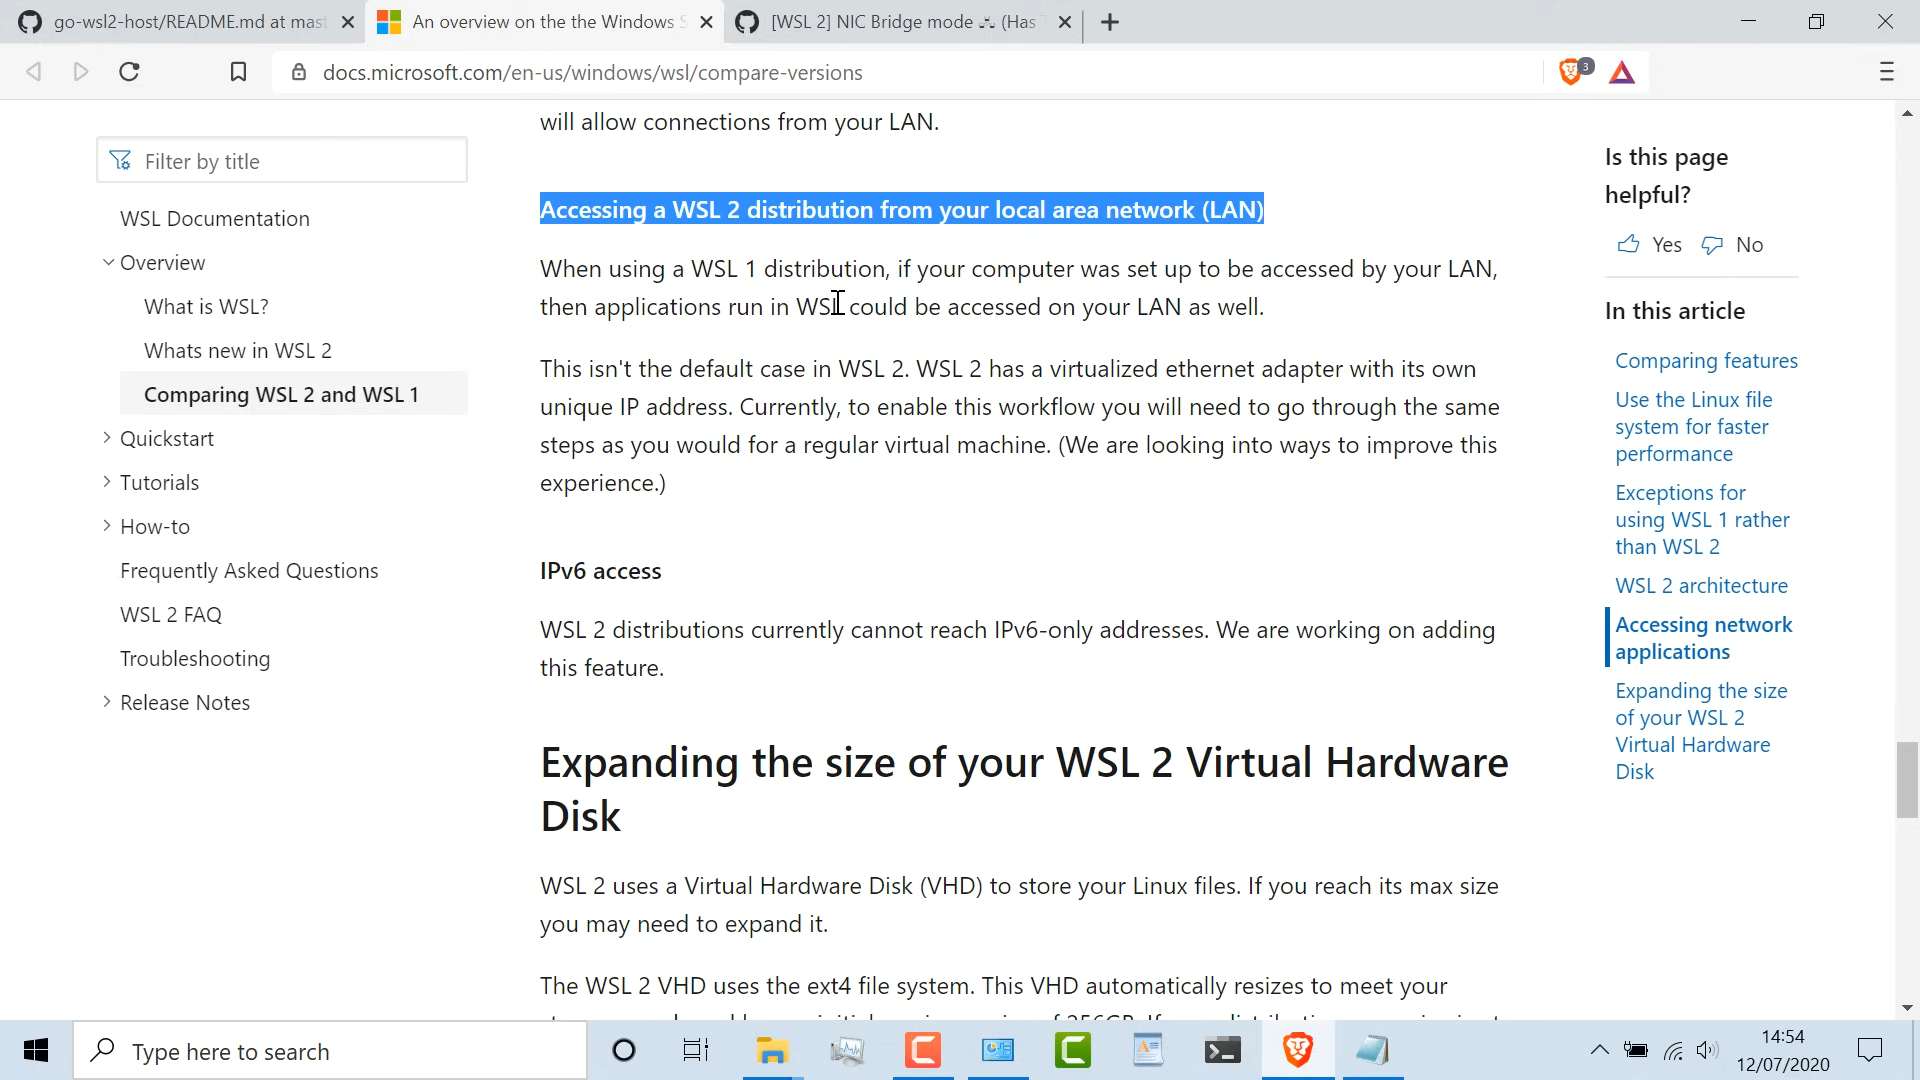 go-wsl2-host/README.md at mast
An overview on the the Windows S
[WSL 2] NIC Bridge mode 🖧 (Has T
docs.microsoft.com/en-us/windows/wsl/compare-versions
3
Filter by title
WSL Documentation
Overview
What is WSL?
Whats new in WSL 2
Comparing WSL 2 and WSL 1
Quickstart
Tutorials
How-to
Frequently Asked Questions
WSL 2 FAQ
Troubleshooting
Release Notes
will allow connections from your LAN.
Accessing a WSL 2 distribution from your local area network (LAN)
When using a WSL 1 distribution, if your computer was set up to be accessed by your LAN,
then applications run in WSL could be accessed on your LAN as well.
This isn't the default case in WSL 2. WSL 2 has a virtualized ethernet adapter with its own
unique IP address. Currently, to enable this workflow you will need to go through the same
steps as you would for a regular virtual machine. (We are looking into ways to improve this
experience.)
IPv6 access
WSL 2 distributions currently cannot reach IPv6-only addresses. We are working on adding
this feature.
Expanding the size of your WSL 2 Virtual Hardware
Disk
WSL 2 uses a Virtual Hardware Disk (VHD) to store your Linux files. If you reach its max size
you may need to expand it.
The WSL 2 VHD uses the ext4 file system. This VHD automatically resizes to meet your
Is this page
helpful?
Yes
No
In this article
Comparing features
Use the Linux file
system for faster
performance
Exceptions for
using WSL 1 rather
than WSL 2
WSL 2 architecture
Accessing network
applications
Expanding the size
of your WSL 2
Virtual Hardware
Disk
Type here to search
14:54
12/07/2020